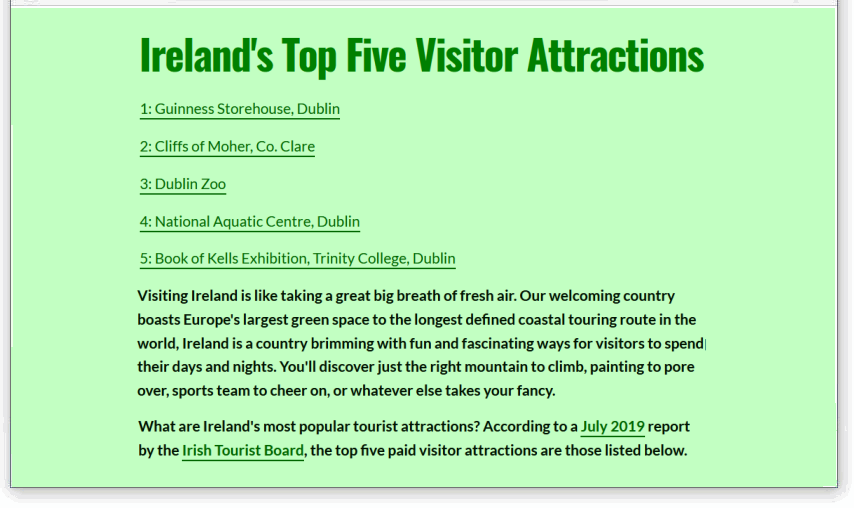 Ireland's Top Five Visitor Attractions
1: Guinness Storehouse, Dublin
2: Cliffs of Moher, Co. Clare
3: Dublin Zoo
4: National Aquatic Centre, Dublin
5: Book of Kells Exhibition, Trinity College, Dublin
Visiting Ireland is like taking a great big breath of fresh air. Our welcoming country
boasts Europe's largest green space to the longest defined coastal touring route in the
world, Ireland is a country brimming with fun and fascinating ways for visitors to spend
their days and nights. You'll discover just the right mountain to climb, painting to pore
over, sports team to cheer on, or whatever else takes your fancy.
What are Ireland's most popular tourist attractions? According to a July 2019 report
by the Irish Tourist Board, the top five paid visitor attractions are those listed below.